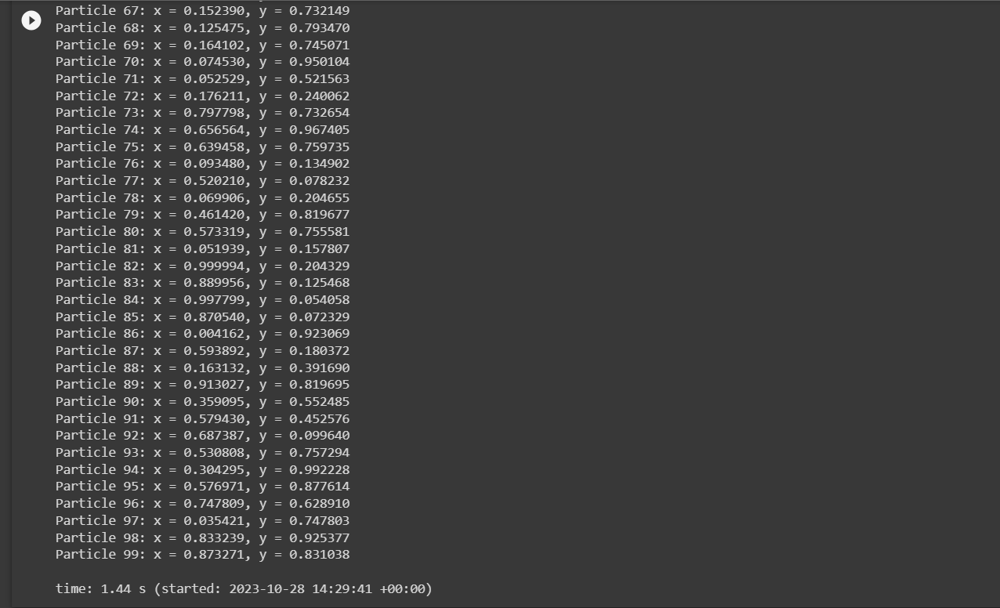 Particle 67: x = 0.152390, y = 0.732149
Particle 68: x = 0.125475, y = 0.793470
Particle 69: x = 0.164102, y = 0.745071
Particle 70: x = 0.074530, y = 0.950104
Particle 71: x = 0.052529, y = 0.521563
Particle 72: x = 0.176211, y = 0.240062
Particle 73: x = 0.797798, y = 0.732654
Particle 74: x = 0.656564, y = 0.967405
Particle 75: x = 0.639458, y = 0.759735
Particle 76: x = 0.093480, y = 0.134902
Particle 77: x = 0.520210, y = 0.078232
Particle 78: x = 0.069906, y = 0.204655
Particle 79: x = 0.461420, y = 0.819677
Particle 80: x = 0.573319, y = 0.755581
Particle 81: x = 0.051939, y = 0.157807
Particle 82: x = 0.999994, y = 0.204329
Particle 83: x = 0.889956, y = 0.125468
Particle 84: x = 0.997799, y = 0.054058
Particle 85: x = 0.870540, y = 0.072329
Particle 86: x = 0.004162, y = 0.923069
Particle 87: x = 0.593892, y = 0.180372
Particle 88: x = 0.163132, y = 0.391690
Particle 89: x = 0.913027, y = 0.819695
Particle 90: x = 0.359095, y = 0.552485
Particle 91: x = 0.579430, y = 0.452576
Particle 92: x = 0.687387, y = 0.099640
Particle 93: x = 0.530808, y = 0.757294
Particle 94: x = 0.304295, y = 0.992228
Particle 95: x = 0.576971, y = 0.877614
Particle 96: x = 0.747809, y = 0.628910
Particle 97: x = 0.035421, y = 0.747803
Particle 98: x = 0.833239, y = 0.925377
Particle 99: x = 0.873271, y = 0.831038
time: 1.44 s (started: 2023-10-28 14:29:41 +00:00)